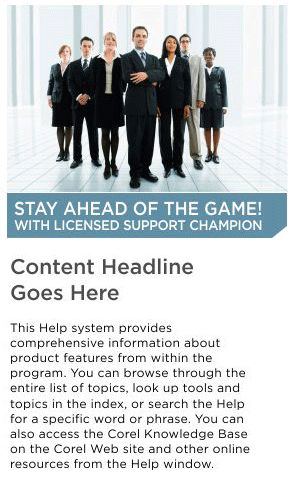 STAY AHEAD OF THE GAME!
WITH LICENSED SUPPORT CHAMPION
Content Headline
Goes Here
This Help system provides
comprehensive information about
product features from within the
program. You can browse through the
entire list of topics, look up tools and
topics in the index, or search the Help
for a specific word or phrase. You can
also access the Corel Knowledge Base
on the Corel Web site and other online
resources from the Help window.